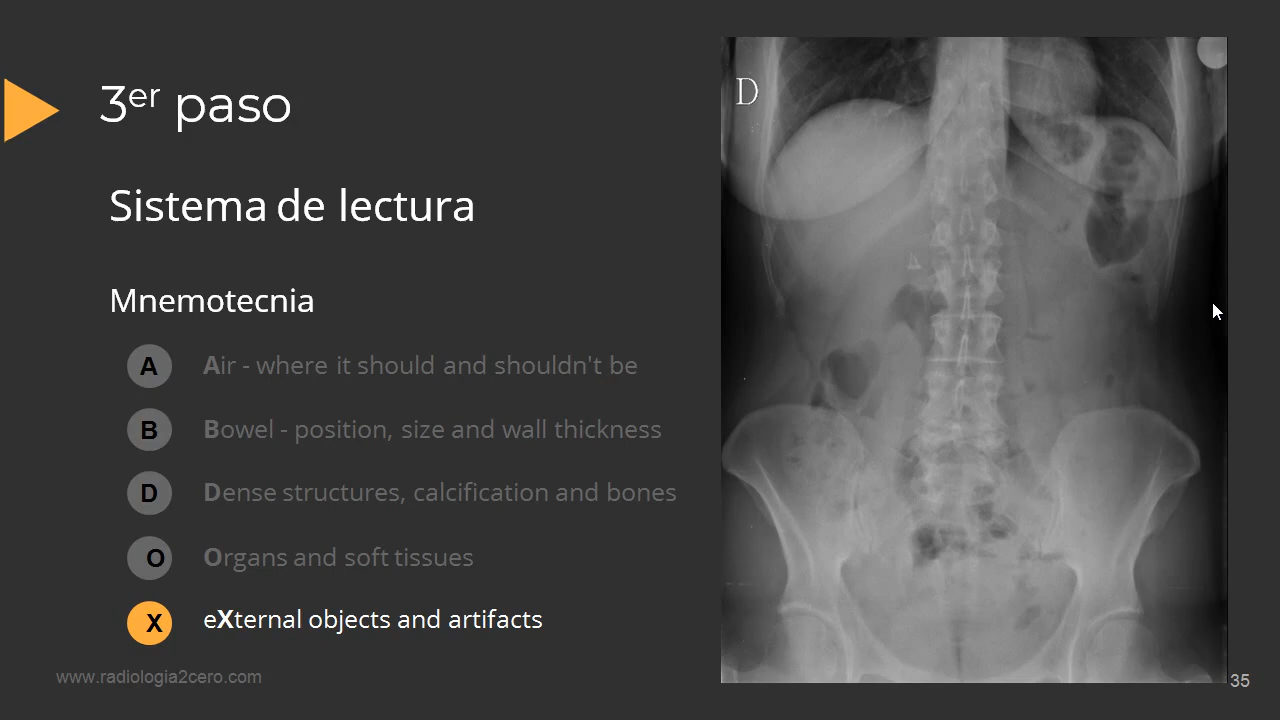 3er paso
Sistema de lectura
Mnemotecnia
A Air - where it should and shouldn't be
B Bowel - position, size and wall thickness
D Dense structures, calcification and bones
O Organs and soft tissues
X eXternal objects and artifacts
www.radiologia2cero.com
D
35